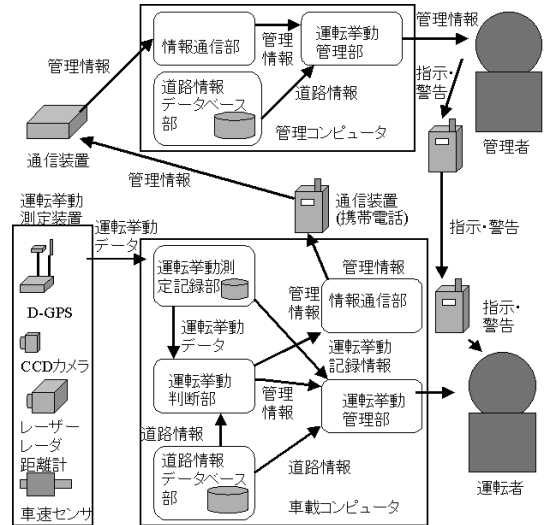 管理情報
情報通信部
管理
情報
運転挙動
管理部
管理情報
道路情報
データベース
部
道路情報
管理コンピュータ
指示・
警告
管理者
通信装置
管理情報
通信装置
(携帯電話)
指示・警告
運転挙動
測定装置
運転挙動
データ
D-GPS
CCDカメラ
レーザー
レーダ
距離計
車速センサ
運転挙動測
定記録部
管理
情報
管理情報
情報通信部
運転挙動
データ
運転挙動
記録情報
運転挙動
判断部
管理
情報
運転挙動
管理部
道路情報
道路情報
データベース
部
道路情報
車載コンピュータ
指示・
警告
運転者